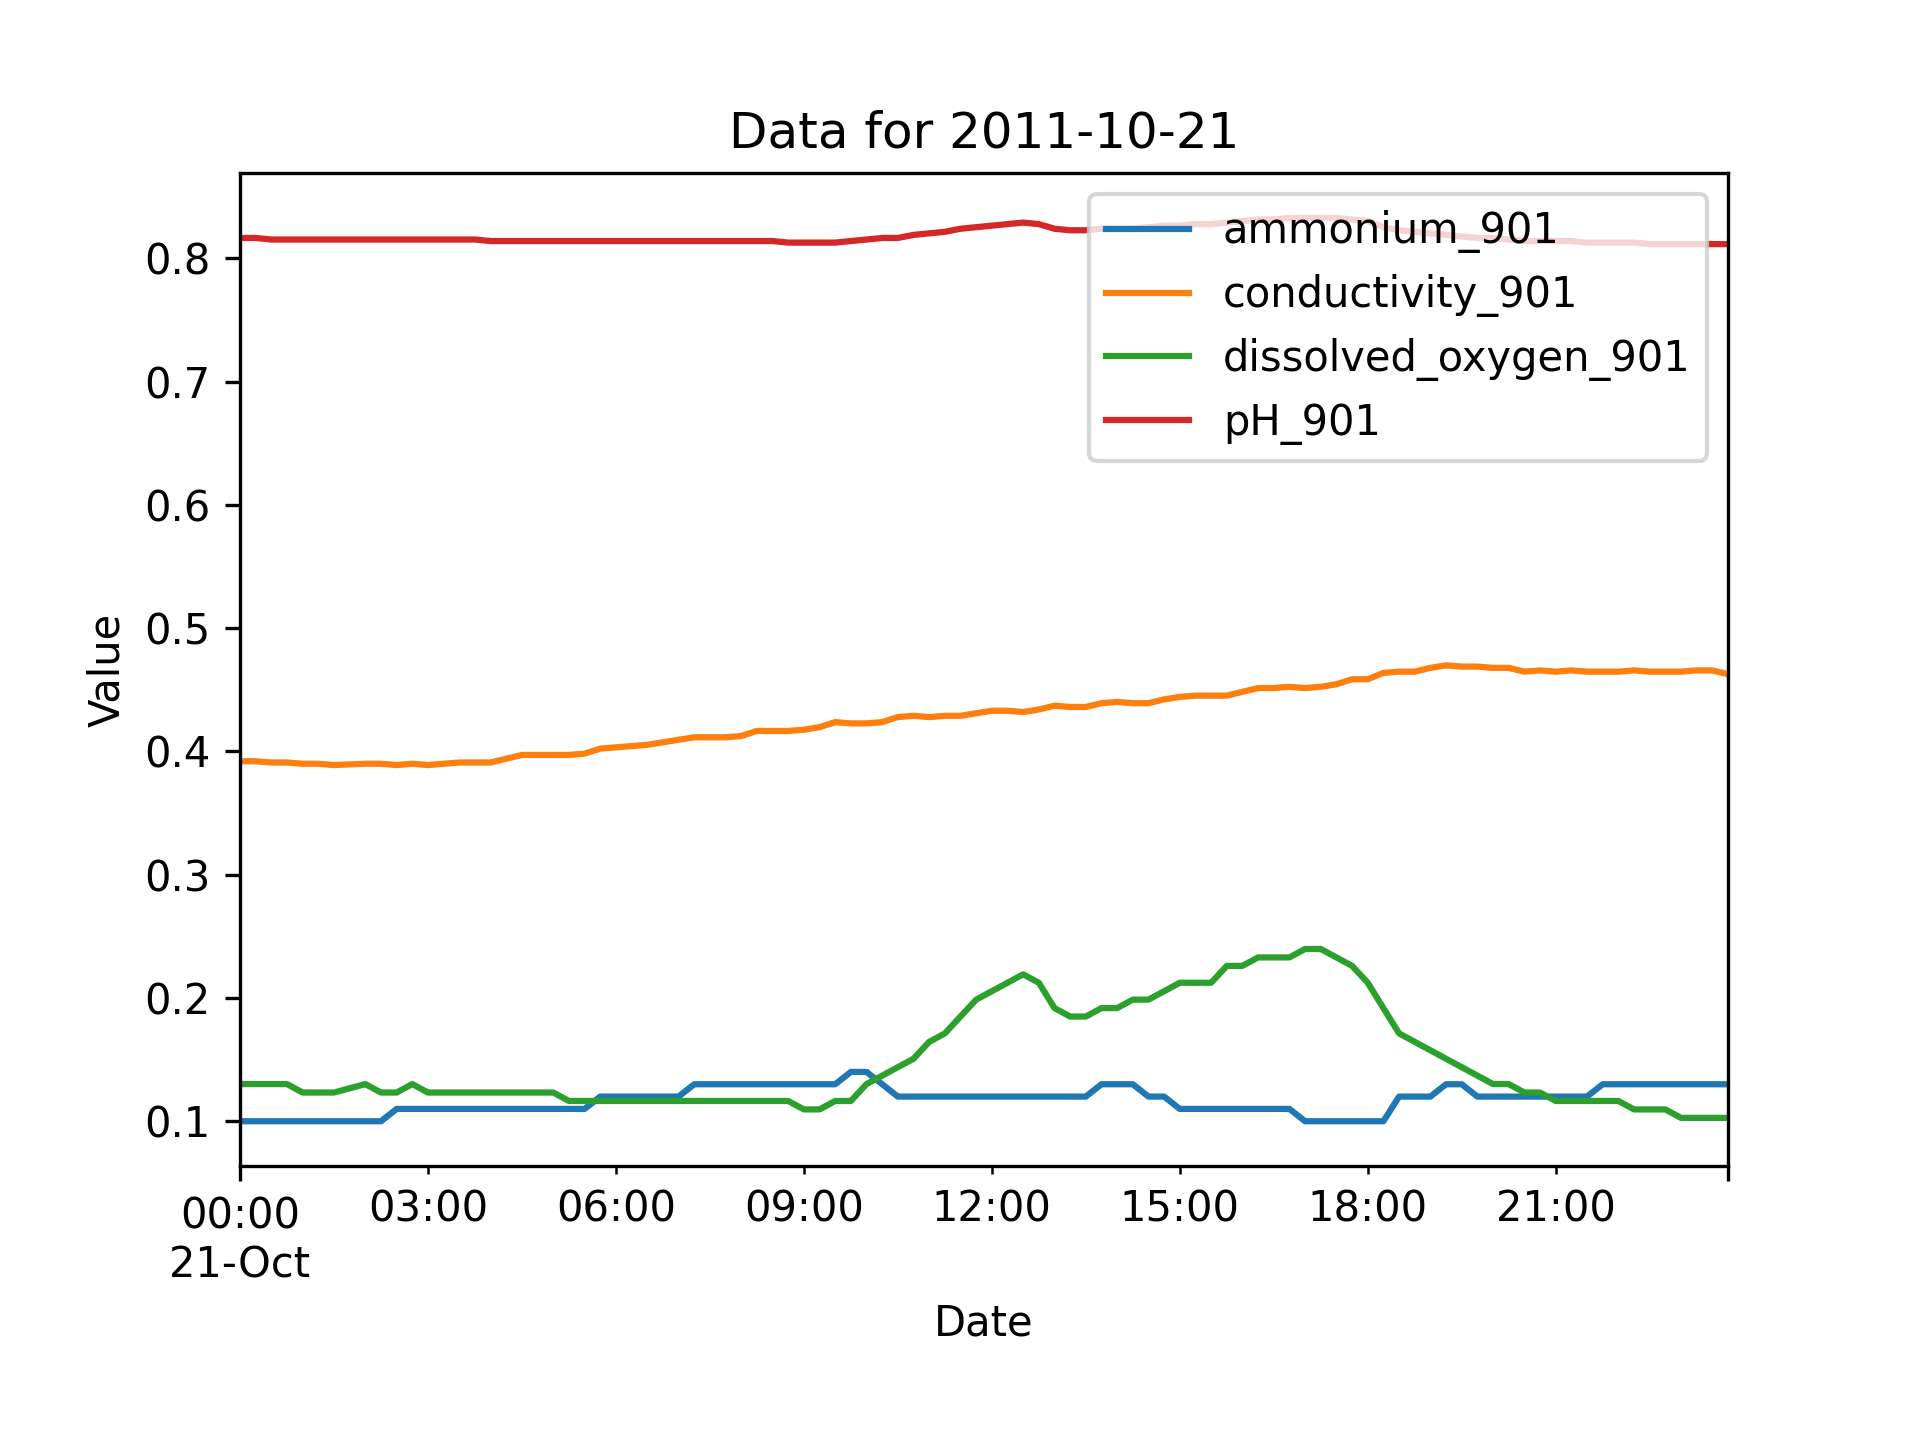 Data for 2011-10-21
ammonium_901
conductivity_901
dissolved_oxygen_901
pH_901
Value
0.8
0.7
0.6
0.5
0.4
0.3
0.2
0.1
00:00 03:00 06:00 09:00 12:00 15:00 18:00 21:00
21-Oct
Date